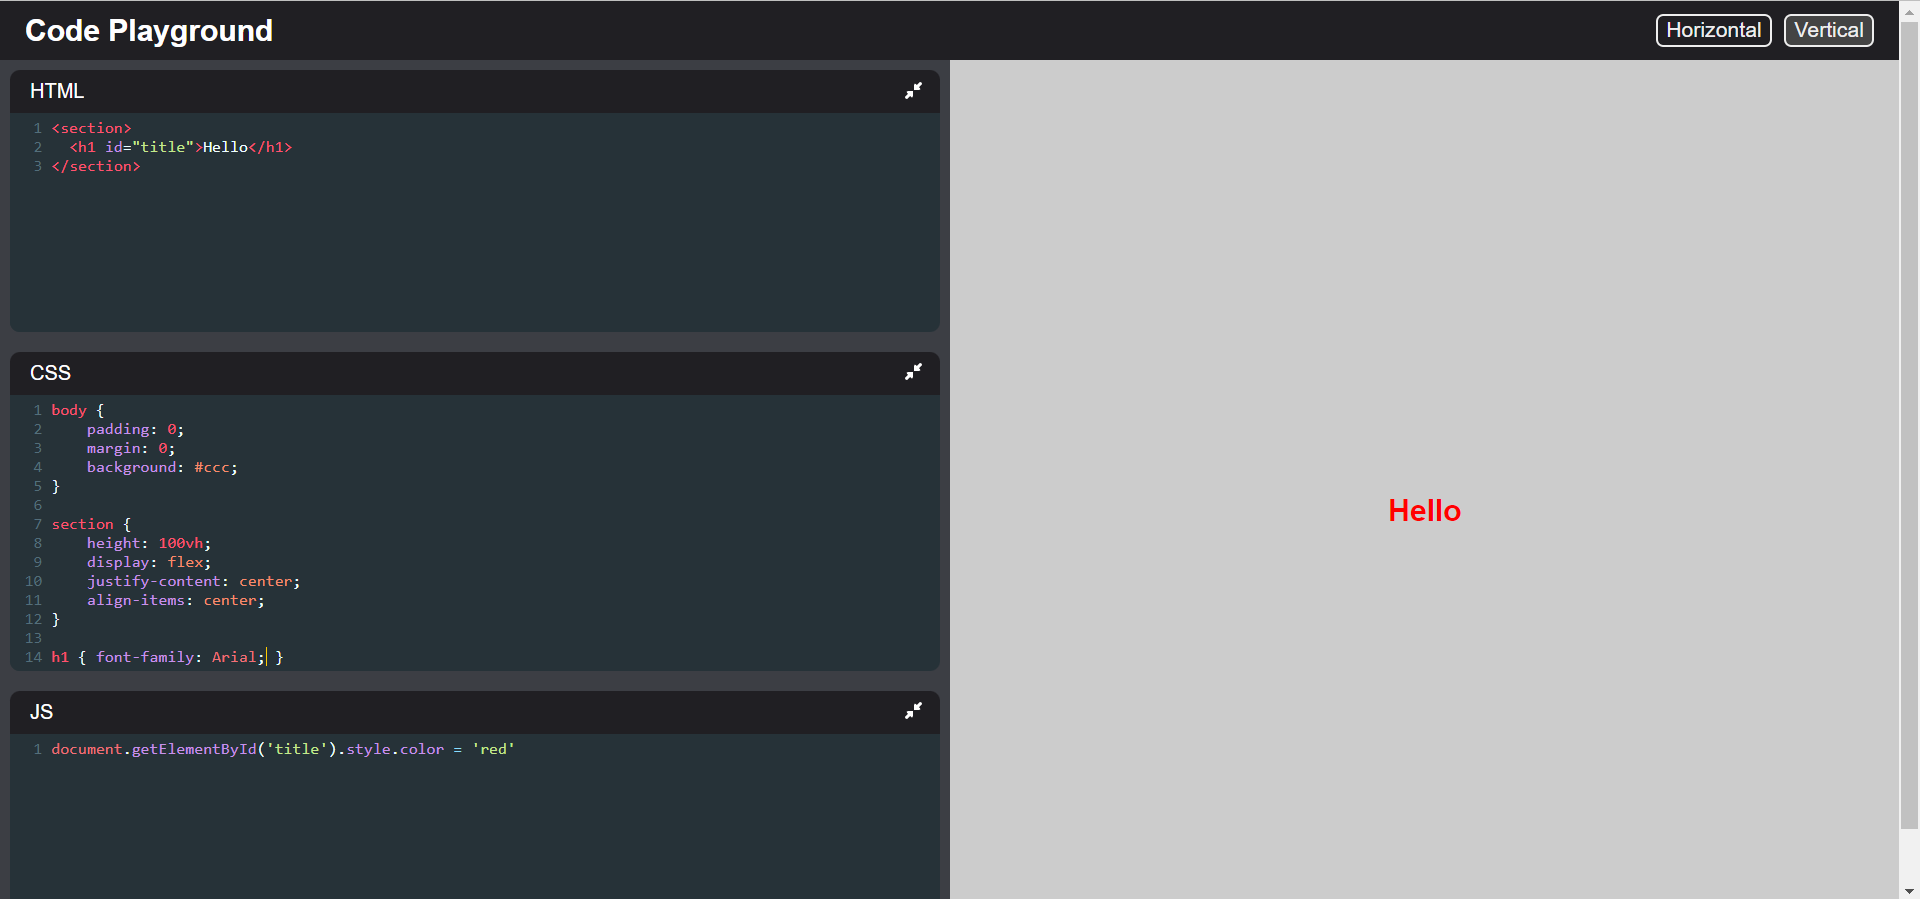 Code Playground
Horizontal
Vertical
HTML
1 <section>
2   <h1 id="title">Hello</h1>
3 </section>
CSS
1 body {
2     padding: 0;
3     margin: 0;
4     background: #ccc;
5 }
6
7 section {
8     height: 100vh;
9     display: flex;
10     justify-content: center;
11     align-items: center;
12 }
13
14 h1 { font-family: Arial; }
JS
1 document.getElementById('title').style.color = 'red'
Hello